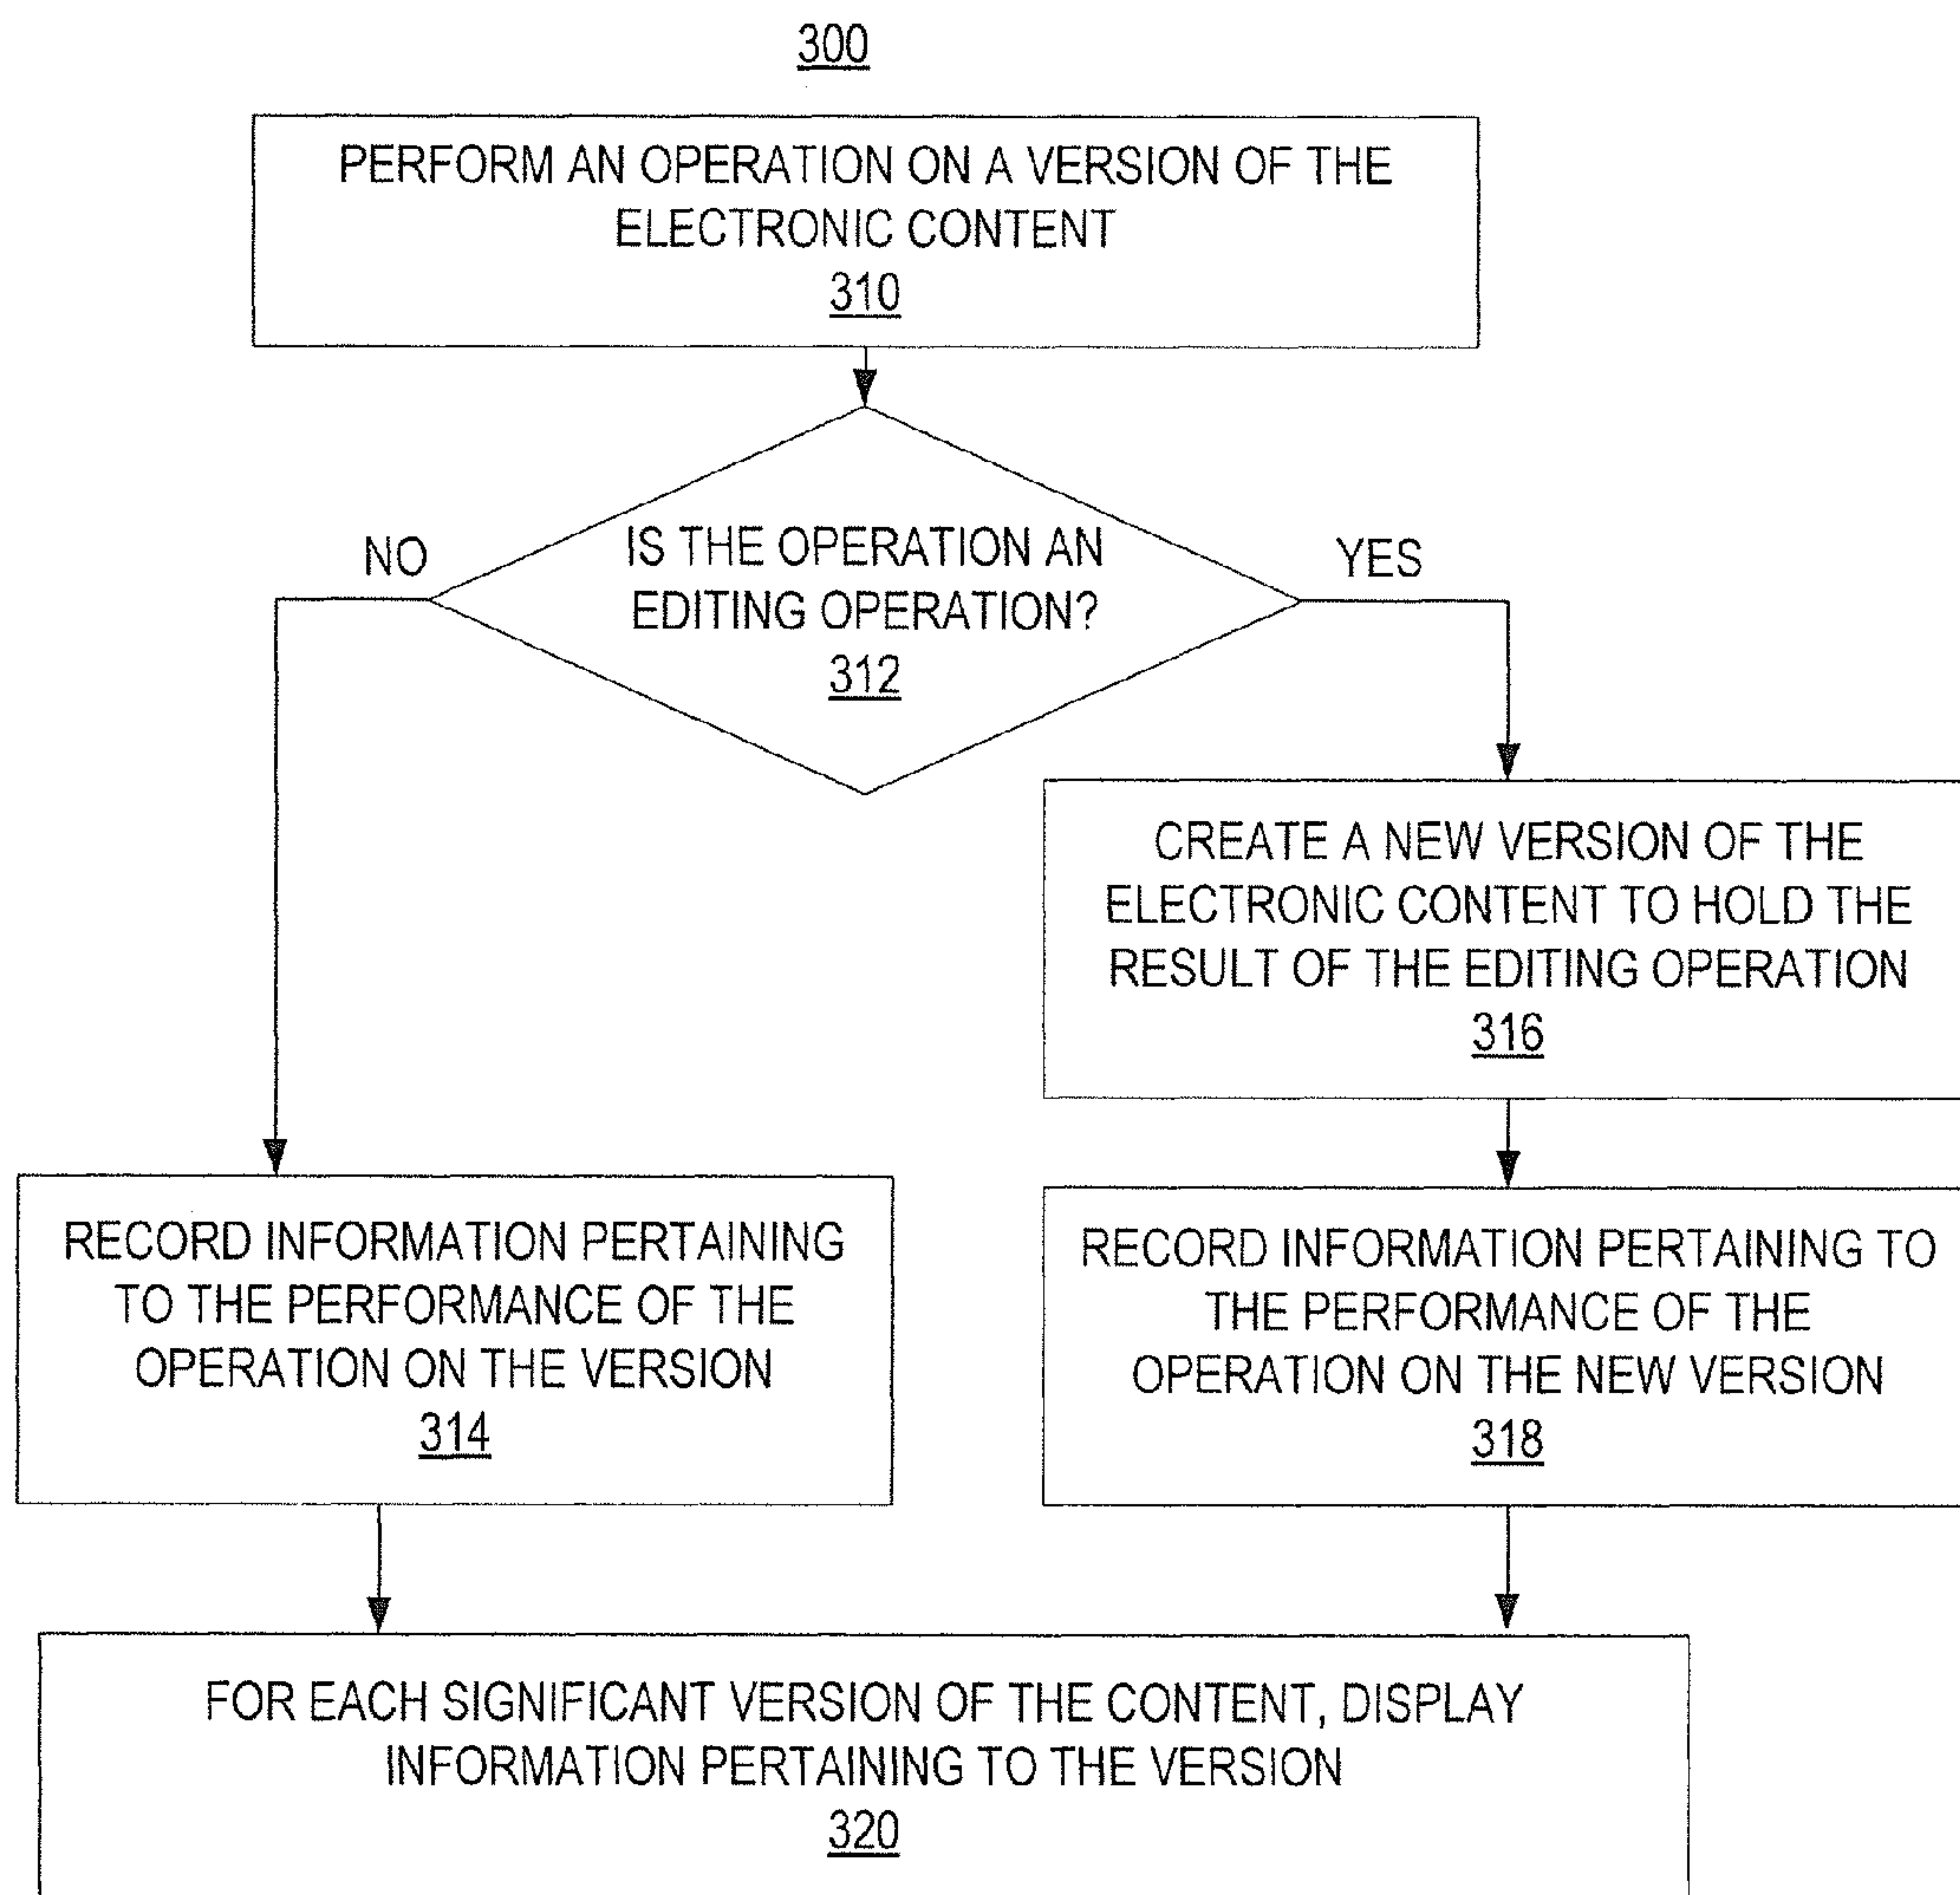 300
PERFORM AN OPERATION ON A VERSION OF THE
ELECTRONIC CONTENT
310
IS THE OPERATION AN
EDITING OPERATION?
312
NO
YES
CREATE A NEW VERSION OF THE
ELECTRONIC CONTENT TO HOLD THE
RESULT OF THE EDITING OPERATION
316
RECORD INFORMATION PERTAINING
TO THE PERFORMANCE OF THE
OPERATION ON THE VERSION
314
RECORD INFORMATION PERTAINING TO
THE PERFORMANCE OF THE
OPERATION ON THE NEW VERSION
318
FOR EACH SIGNIFICANT VERSION OF THE CONTENT, DISPLAY
INFORMATION PERTAINING TO THE VERSION
320